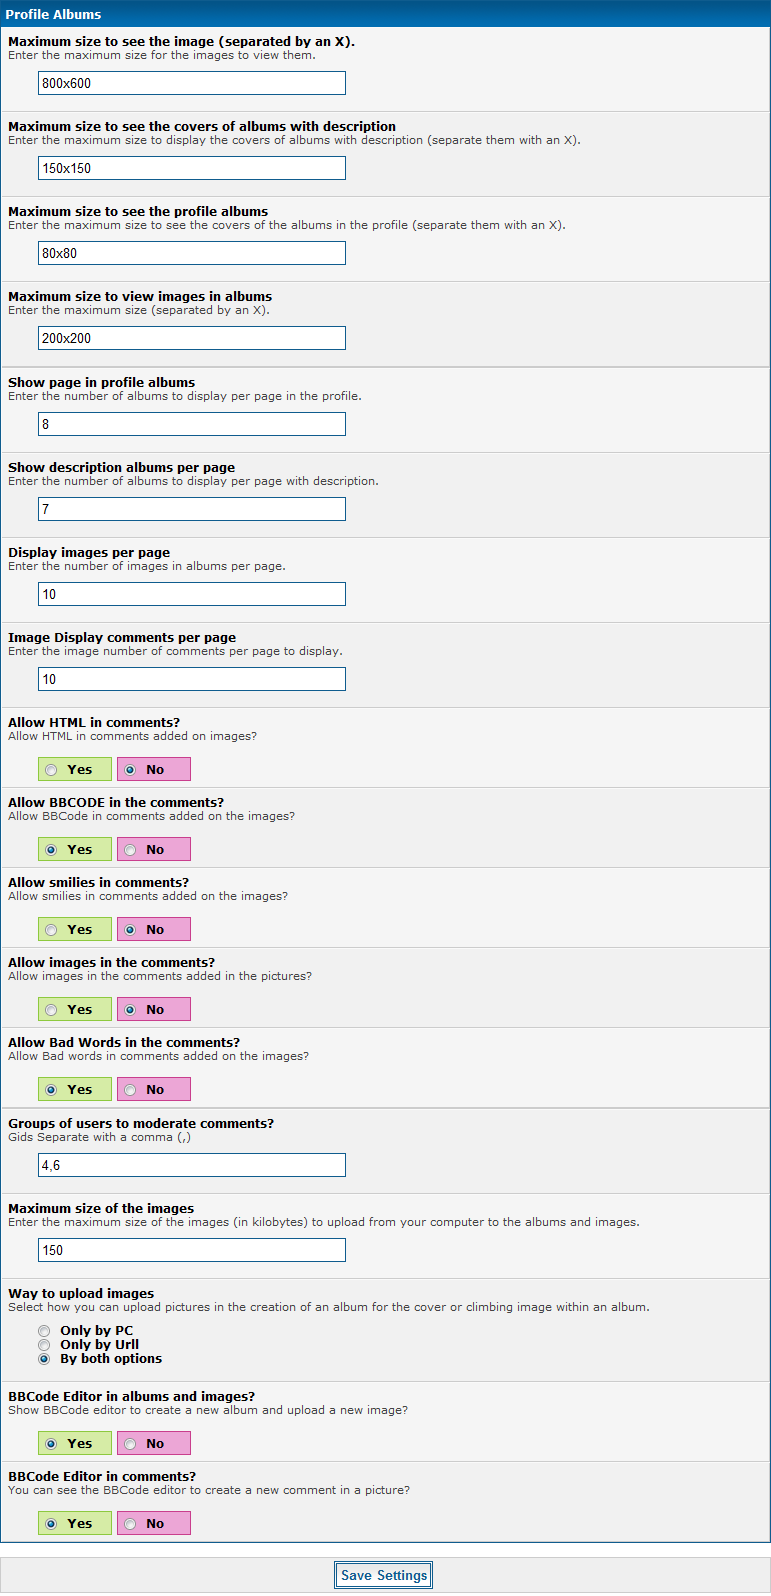 Profile Albums
Maximum size to see the image (separated by an X).
Enter the maximum size for the images to view them.
800x600
Maximum size to see the covers of albums with description
Enter the maximum size to display the covers of albums with description (separate them with an X).
150x150
Maximum size to see the profile albums
Enter the maximum size to see the covers of the albums in the profile (separate them with an X).
80x80
Maximum size to view images in albums
Enter the maximum size (separated by an X).
200x200
Show page in profile albums
Enter the number of albums to display per page in the profile.
8
Show description albums per page
Enter the number of albums to display per page with description.
7
Display images per page
Enter the number of images in albums per page.
10
Image Display comments per page
Enter the image number of comments per page to display.
10
Allow HTML in comments?
Allow HTML in comments added on images?
Yes No
Allow BBCODE in the comments?
Allow BBCode in comments added on the images?
Yes No
Allow smilies in comments?
Allow smilies in comments added on the images?
Yes No
Allow images in the comments?
Allow images in the comments added in the pictures?
Yes No
Allow Bad Words in the comments?
Allow Bad words in comments added on the images?
Yes No
Groups of users to moderate comments?
Gids Separate with a comma (,)
4,6
Maximum size of the images
Enter the maximum size of the images (in kilobytes) to upload from your computer to the albums and images.
150
Way to upload images
Select how you can upload pictures in the creation of an album for the cover or climbing image within an album.
Only by PC
Only by Urll
By both options
BBCode Editor in albums and images?
Show BBCode editor to create a new album and upload a new image?
Yes No
BBCode Editor in comments?
You can see the BBCode editor to create a new comment in a picture?
Yes No
Save Settings